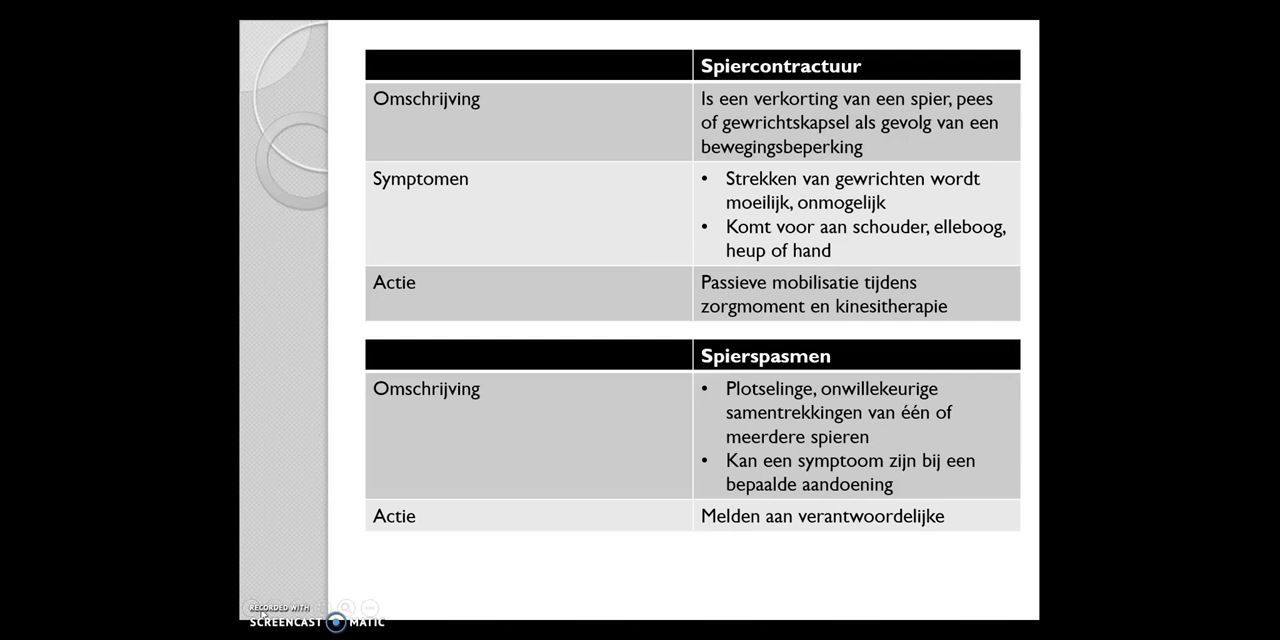 Spiercontractuur
Omschrijving
Is een verkorting van een spier, pees
of gewrichtskapsel als gevolg van een
bewegingsbeperking
Symptomen
• Strekken van gewrichten wordt
moeilijk, onmogelijk
• Komt voor aan schouder, elleboog,
heup of hand
Actie
Passieve mobilisatie tijdens
zorgmoment en kinesitherapie
Spierspasmen
Omschrijving
• Plotselinge, onwillekeurige
samentrekkingen van één of
meerdere spieren
• Kan een symptoom zijn bij een
bepaalde aandoening
Actie
Melden aan verantwoordelijke
RECORDED WITH
SCREENCAST MATIC